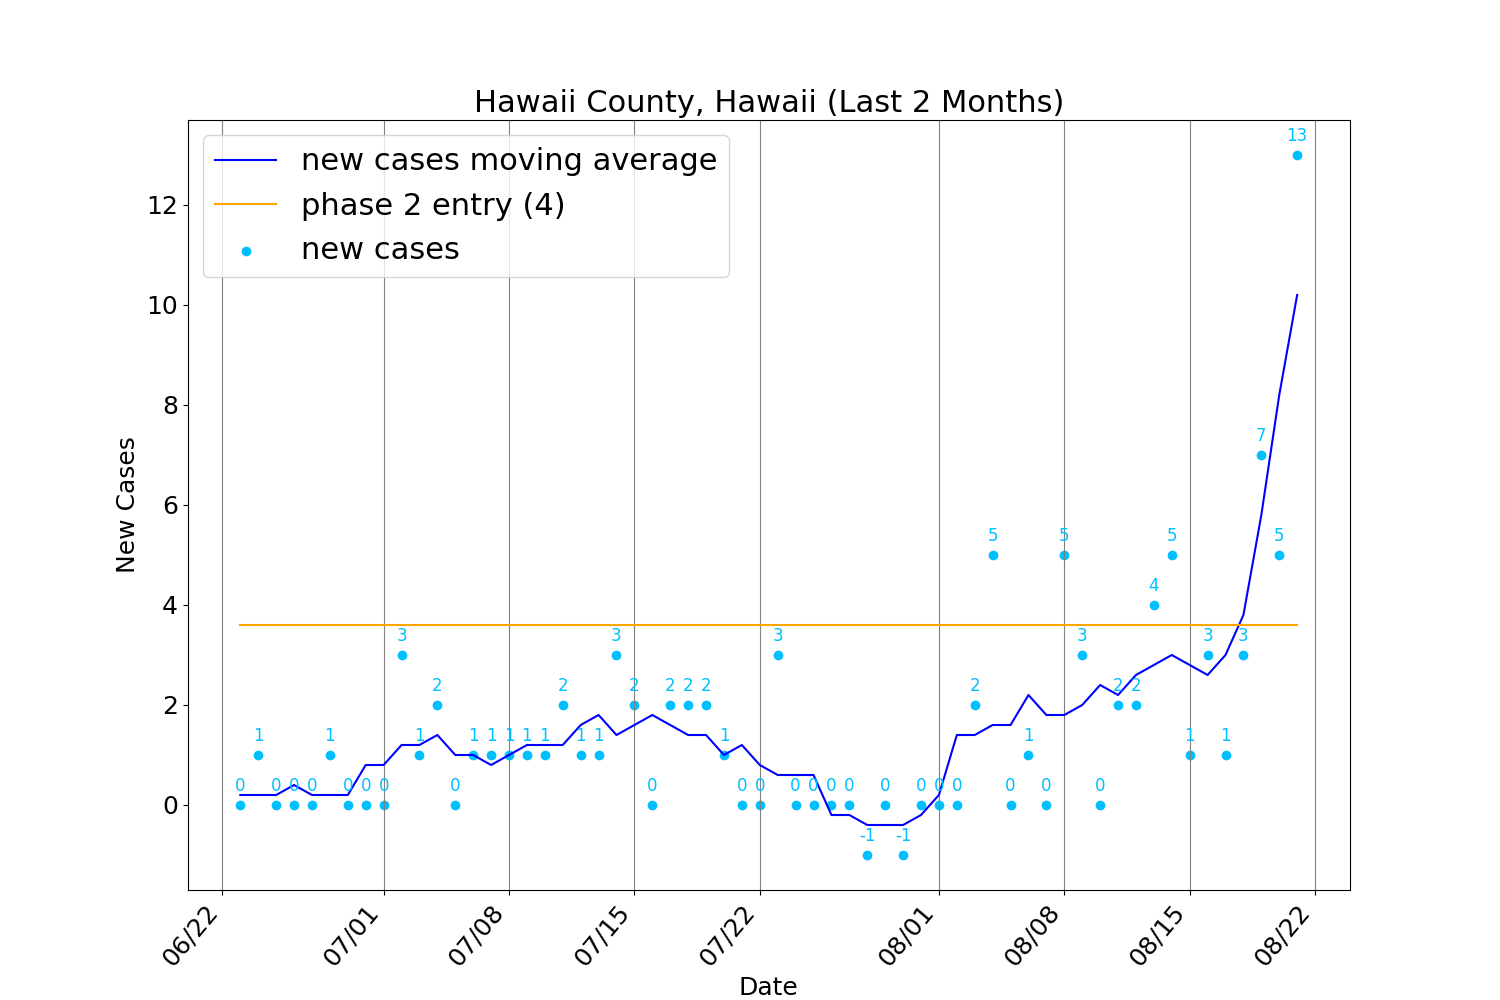 Hawaii County, Hawaii (Last 2 Months)
new cases moving average
phase 2 entry (4)
new cases
13
12
10
8
7
6
5 5 5 5
4
4
3 3 3 3 3 3
2
2 2 2 2 2 2 2 2 2
1 1 1 1 1 1 1 1 1 1 1 1 1 1 1
0
0 0 0 0 0 0 0 0 0 0 0 0 0 0 0 0 0 0 0 0 0 0 0
-1 -1
New Cases
06/22 07/01 07/08 07/15 07/22 08/01 08/08 08/15 08/22
Date